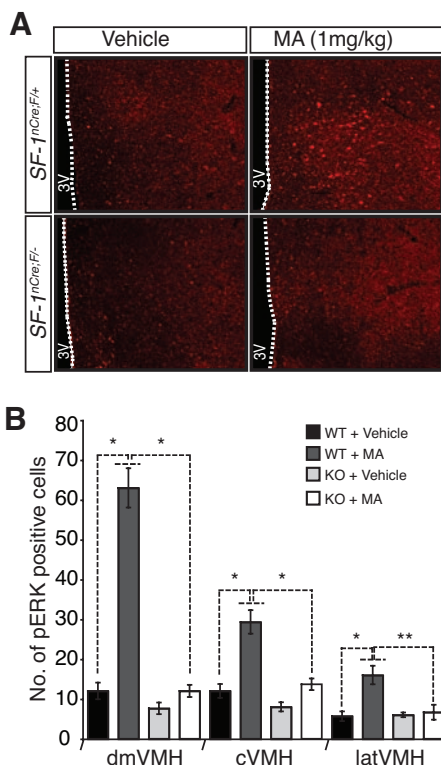 A
Vehicle
MA (1mg/kg)
SF-1nCre;F/+
3V
3V
SF-1nCre;F/-
3V
3V
B
No. of pERK positive cells
80
70
60
50
40
30
20
10
0
WT + Vehicle
WT + MA
KO + Vehicle
KO + MA
* *
* *
* **
dmVMH cVMH latVMH